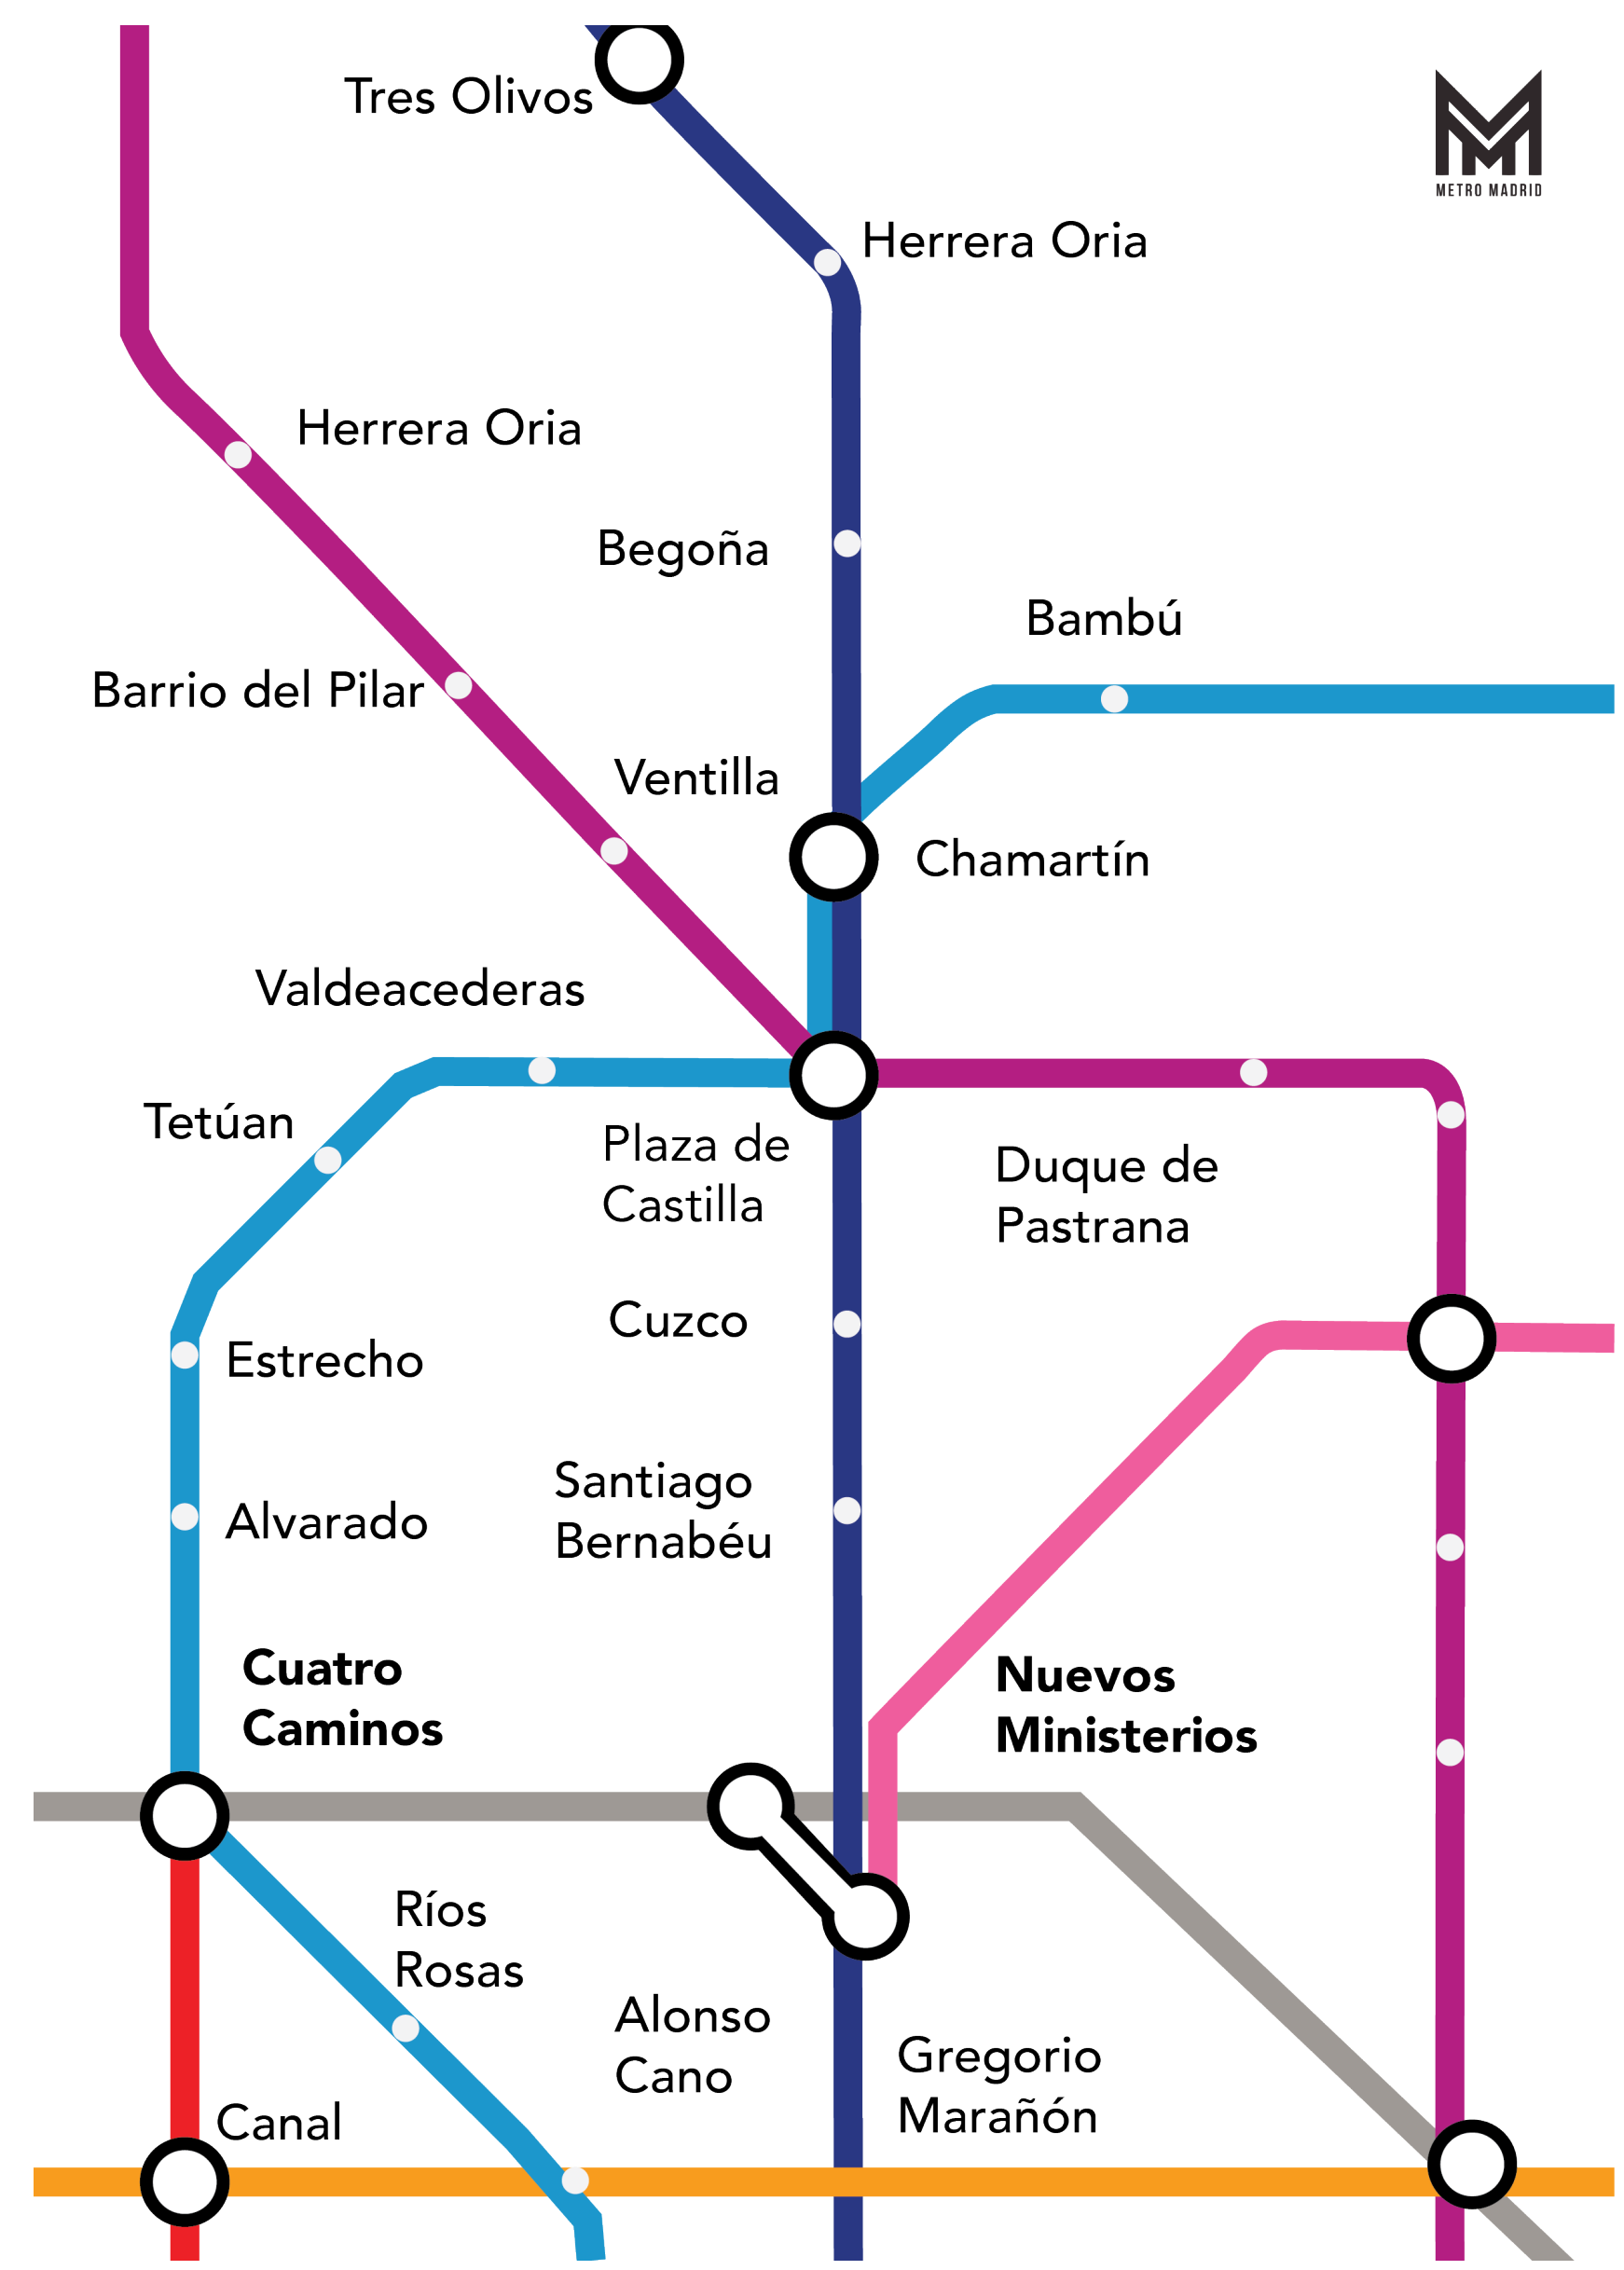 Tres Olivos
METRO MADRID
Herrera Oria
Herrera Oria
Begoña
Bambú
Barrio del Pilar
Ventilla
Chamartín
Valdeacederas
Tetúan
Plaza de
Castilla
Duque de
Pastrana
Cuzco
Estrecho
Santiago
Bernabéu
Alvarado
Cuatro
Caminos
Nuevos
Ministerios
Ríos
Rosas
Alonso
Cano
Gregorio
Marañón
Canal